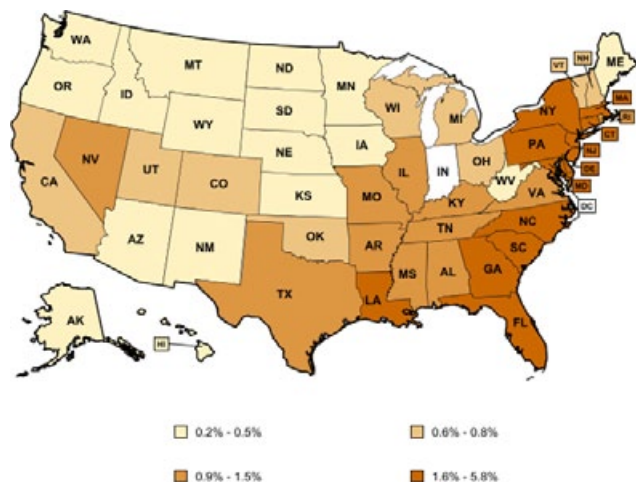 WA
MT
ND
MN
ME
VT
NH
OR
ID
SD
WI
MI
NY
MA
RI
CT
WY
IA
PA
NJ
NE
OH
DE
NV
UT
CO
IL
IN
WV
MD
CA
KS
MO
KY
VA
DC
AZ
NM
OK
AR
TN
NC
SC
TX
LA
MS
AL
GA
FL
AK
HI
0.2% - 0.5%
0.6% - 0.8%
0.9% - 1.5%
1.6% - 5.8%